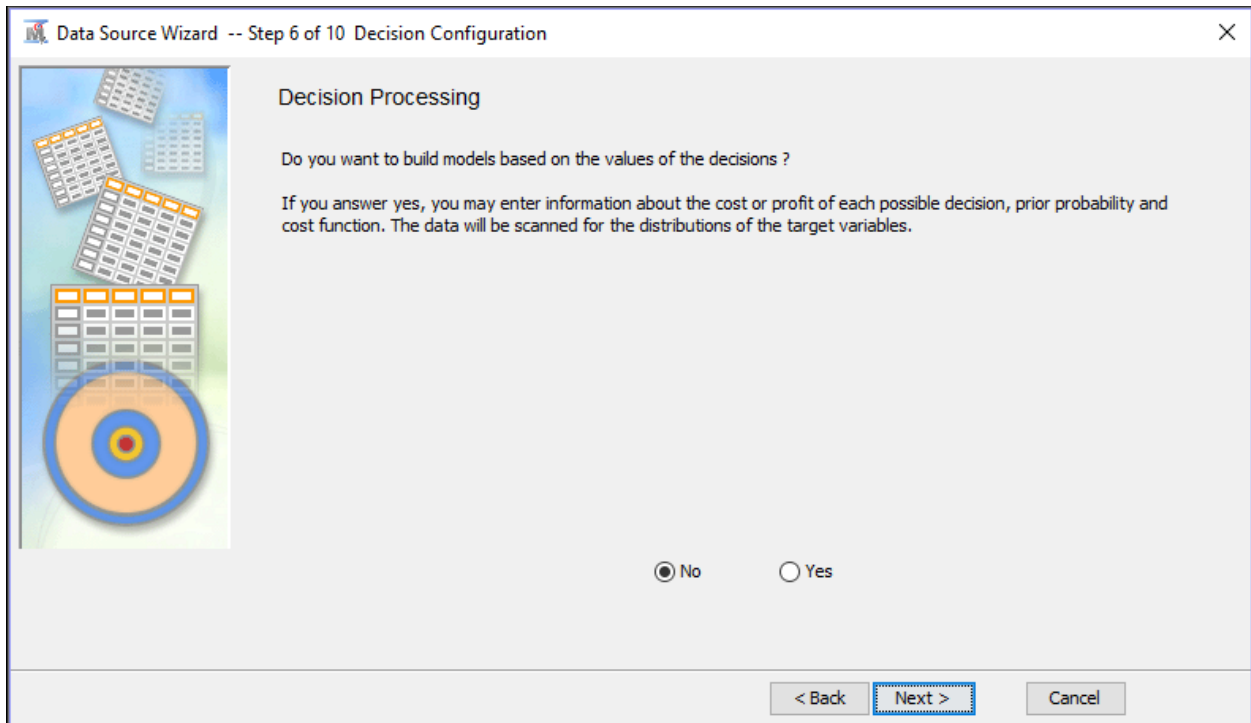 Data Source Wizard -- Step 6 of 10 Decision Configuration
Decision Processing
Do you want to build models based on the values of the decisions ?
If you answer yes, you may enter information about the cost or profit of each possible decision, prior probability and
cost function. The data will be scanned for the distributions of the target variables.
No Yes
< Back Next > Cancel